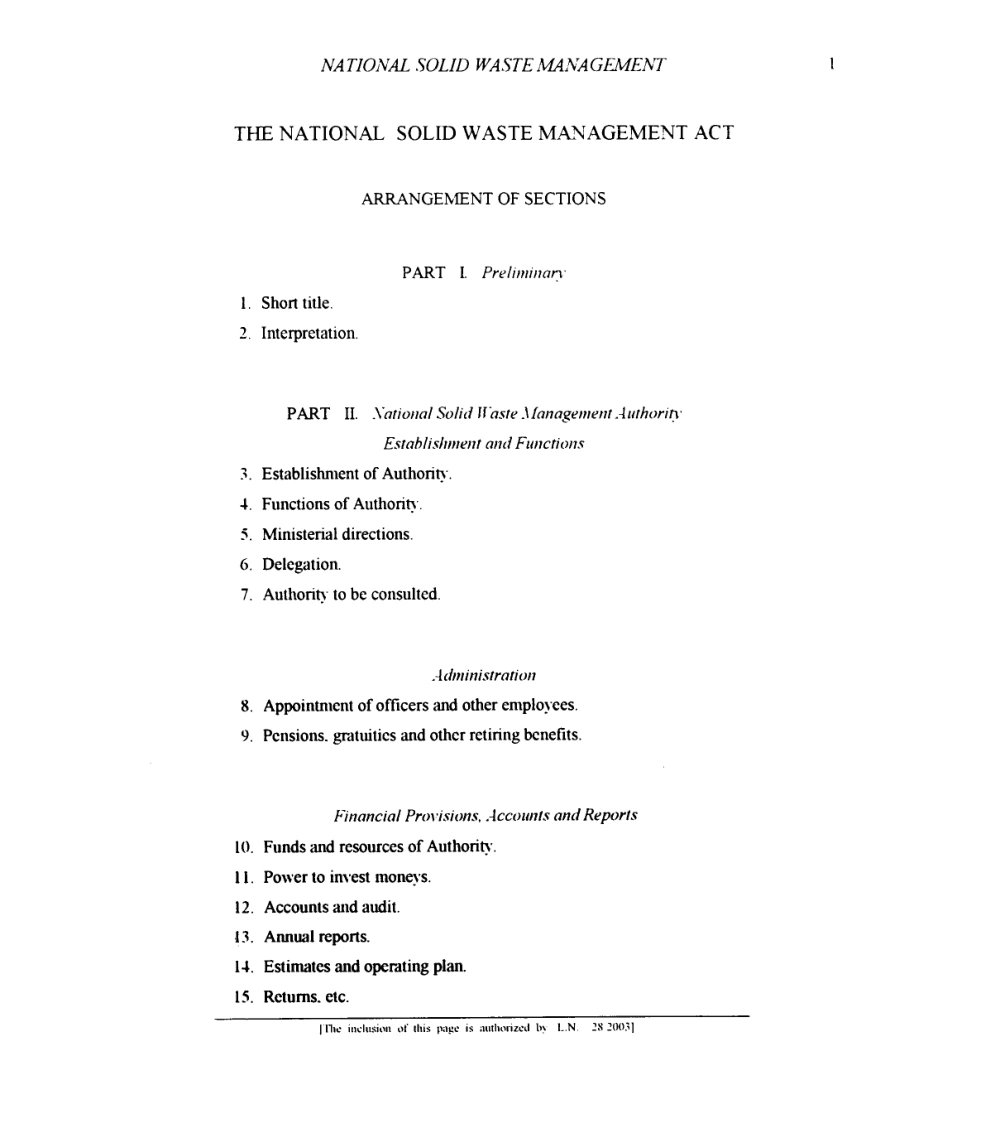 NATIONAL SOLID WASTE MANAGEMENT 1
THE NATIONAL SOLID WASTE MANAGEMENT ACT
ARRANGEMENT OF SECTIONS
PART I. Preliminary
1. Short title.
2. Interpretation.
PART II. National Solid Waste Management Authority
Establishment and Functions
3. Establishment of Authority.
4. Functions of Authority.
5. Ministerial directions.
6. Delegation.
7. Authority to be consulted.
Administration
8. Appointment of officers and other employees.
9. Pensions, gratuities and other retiring benefits.
Financial Provisions, Accounts and Reports
10. Funds and resources of Authority.
11. Power to invest moneys.
12. Accounts and audit.
13. Annual reports.
14. Estimates and operating plan.
15. Returns, etc.
[The inclusion of this page is authorized by L.N. 28 2003]